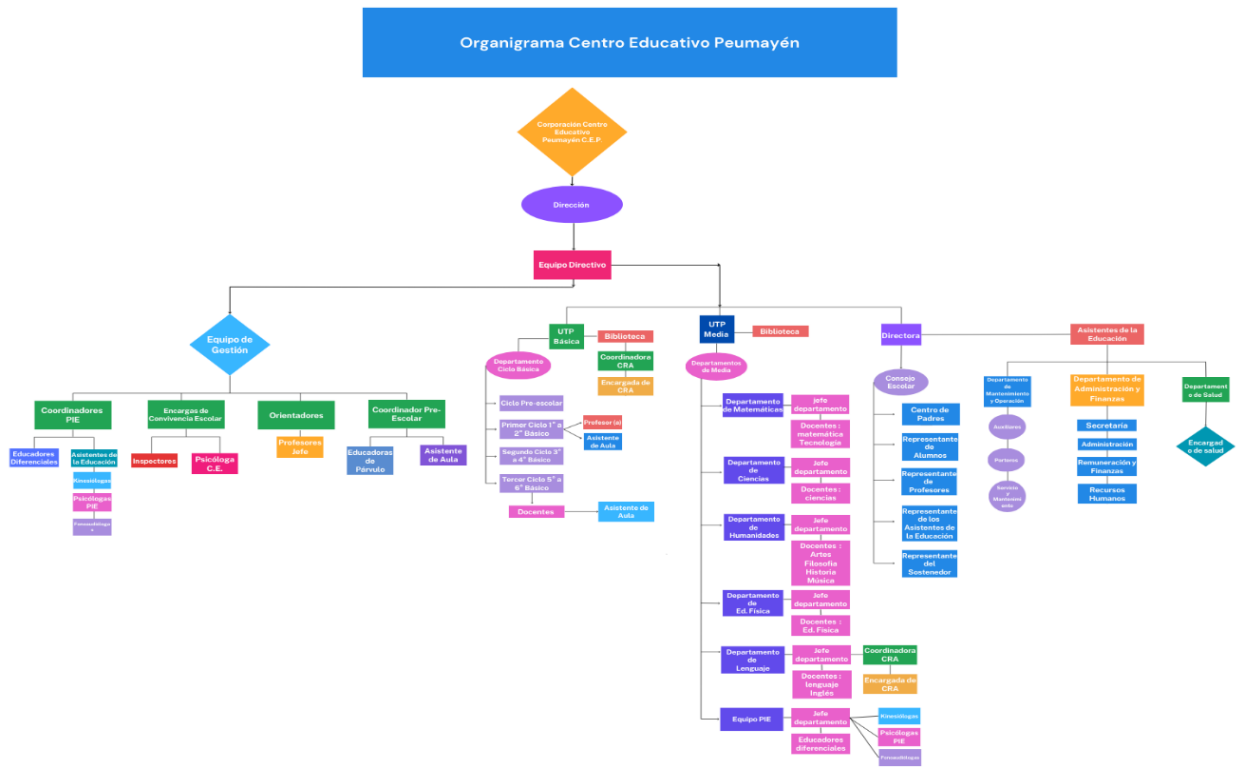 Organigrama Centro Educativo Peumayén
Corporación Centro
Educativo
Peumayén C.E.P.
Dirección
Equipo Directivo
Equipo de
Gestión
Coordinadores
PIE
Educadores
Diferenciales
Asistentes de
la Educación
Kinesiólogas
Psicólogas
PIE
Encargas de
Convivencia Escolar
Inspectores
Psicóloga
C.E.
Orientadores
Profesores
Jefe
Coordinador Pre-
Escolar
Educadoras
de
Párvulo
Asistente
de Aula
UTP
Básica
Biblioteca
Coordinadora
CRA
Encargada de
CRA
Departamento
Ciclo Básica
Ciclo Pre-escolar
Primer Ciclo 1° a
2° Básico
Profesor (a)
Asistente
de Aula
Segundo Ciclo 3°
a 4° Básico
Tercer Ciclo 5° a
6° Básico
Docentes
Asistente de
Aula
UTP
Media
Biblioteca
Departamentos
de Media
Departamento
de Matemáticas
jefe
departamento
Docentes :
matemática
Tecnología
Departamento
de
Ciencias
Jefe
departamento
Docentes :
ciencias
Departamento
de
Humanidades
Jefe
departamento
Docentes :
Artes
Filosofía
Historia
Música
Departamento
de
Ed. Física
Jefe
departamento
Docentes :
Ed. Física
Departamento
de
Lenguaje
Jefe
departamento
Docentes :
lenguaje
Inglés
Coordinadora
CRA
Encargada de
CRA
Equipo PIE
Jefe
departamento
Educadores
diferenciales
Kinesiólogas
Psicólogas
PIE
Fonoaudiólogas
Directora
Consejo
Escolar
Centro de
Padres
Representante
de
Alumnos
Representante
de
Profesores
Representante
de los
Asistentes de
la Educación
Representante
del
Sostenedor
Asistentes de la
Educación
Departamento
de
Mantenimiento
y Operación
Auxiliares
Porteros
Servicio
y
Departamento de
Administración y
Finanzas
Secretaría
Administración
Remuneración y
Finanzas
Recursos
Humanos
Departament
o de Salud
Encargad
o de salud